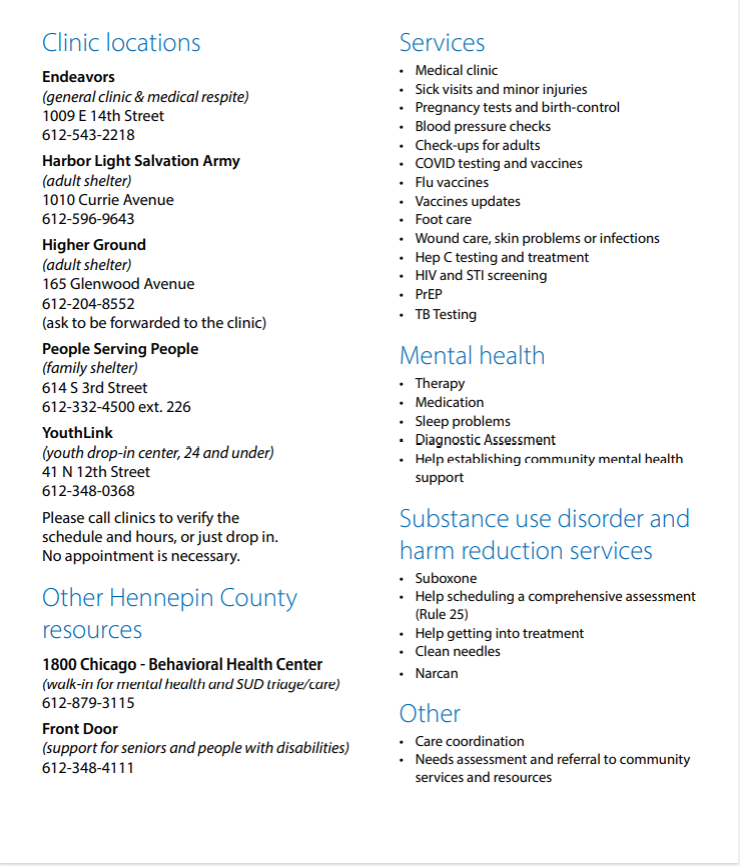 Clinic locations
Endeavors
(general clinic & medical respite)
1009 E 14th Street
612-543-2218
Harbor Light Salvation Army
(adult shelter)
1010 Currie Avenue
612-596-9643
Higher Ground
(adult shelter)
165 Glenwood Avenue
612-204-8552
(ask to be forwarded to the clinic)
People Serving People
(family shelter)
614 S 3rd Street
612-332-4500 ext. 226
YouthLink
(youth drop-in center, 24 and under)
41 N 12th Street
612-348-0368
Please call clinics to verify the
schedule and hours, or just drop in.
No appointment is necessary.
Other Hennepin County
resources
1800 Chicago - Behavioral Health Center
(walk-in for mental health and SUD triage/care)
612-879-3115
Front Door
(support for seniors and people with disabilities)
612-348-4111
Services
• Medical clinic
• Sick visits and minor injuries
• Pregnancy tests and birth-control
• Blood pressure checks
• Check-ups for adults
• COVID testing and vaccines
• Flu vaccines
• Vaccines updates
• Foot care
• Wound care, skin problems or infections
• Hep C testing and treatment
• HIV and STI screening
• PrEP
• TB Testing
Mental health
• Therapy
• Medication
• Sleep problems
• Diagnostic Assessment
• Help establishing community mental health
support
Substance use disorder and
harm reduction services
• Suboxone
• Help scheduling a comprehensive assessment
(Rule 25)
• Help getting into treatment
• Clean needles
• Narcan
Other
• Care coordination
• Needs assessment and referral to community
services and resources